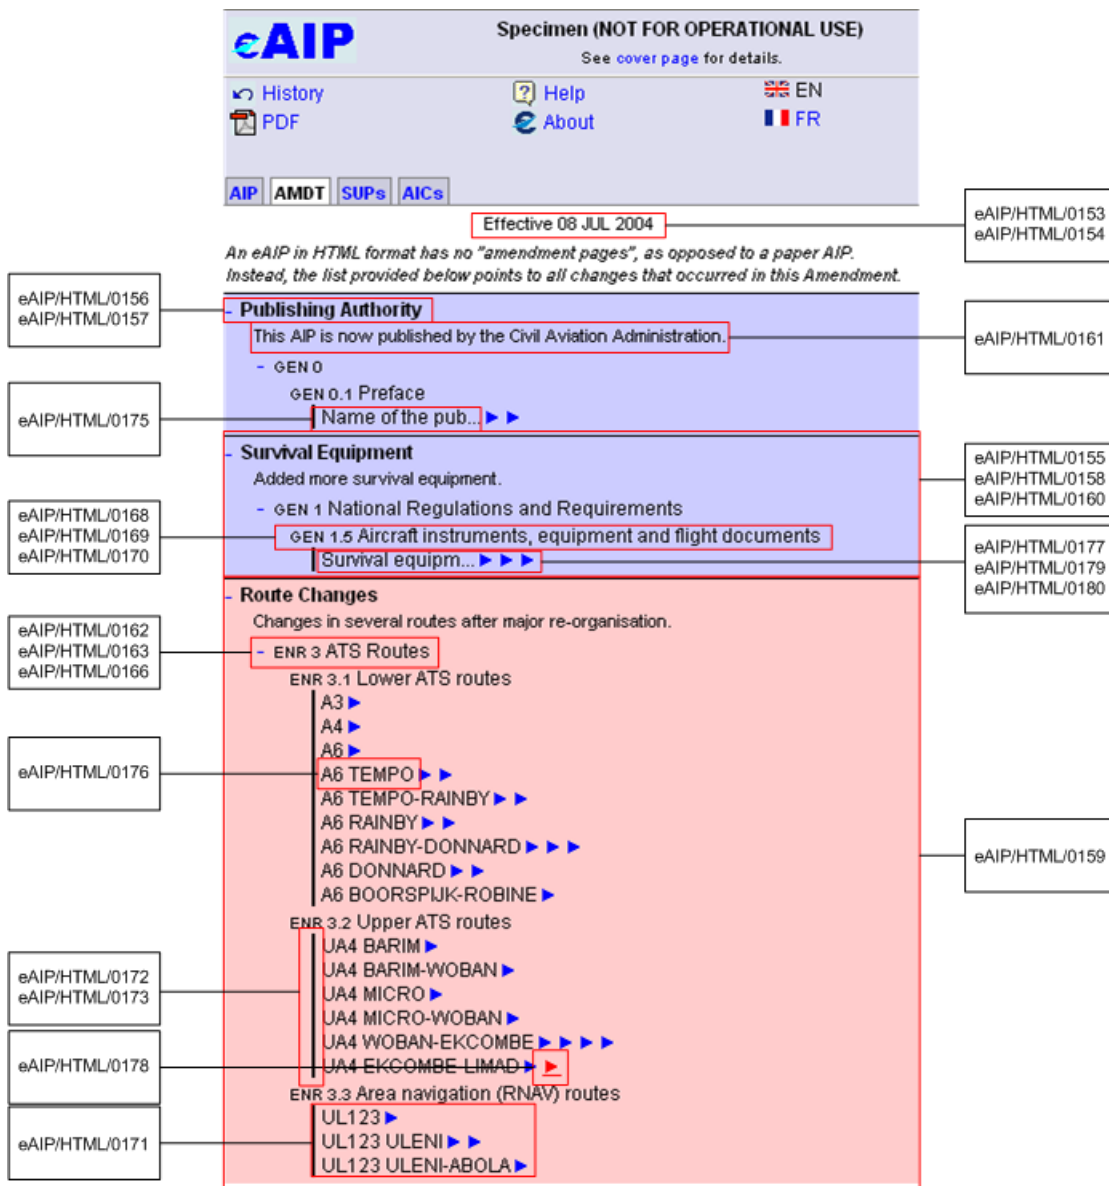 eAIP
Specimen (NOT FOR OPERATIONAL USE)
See cover page for details.
History
Help
EN
PDF
About
FR
AIP AMDT SUPs AICs
Effective 08 JUL 2004
eAIP/HTML/0153
eAIP/HTML/0154
An eAIP in HTML format has no "amendment pages", as opposed to a paper AIP.
Instead, the list provided below points to all changes that occurred in this Amendment.
eAIP/HTML/0156
eAIP/HTML/0157
- Publishing Authority
This AIP is now published by the Civil Aviation Administration.
eAIP/HTML/0161
- GEN 0
GEN 0.1 Preface
eAIP/HTML/0175
Name of the pub... ► ►
- Survival Equipment
Added more survival equipment.
eAIP/HTML/0155
eAIP/HTML/0158
eAIP/HTML/0160
- GEN 1 National Regulations and Requirements
eAIP/HTML/0168
eAIP/HTML/0169
eAIP/HTML/0170
GEN 1.5 Aircraft instruments, equipment and flight documents
Survival equipm... ► ► ►
eAIP/HTML/0177
eAIP/HTML/0179
eAIP/HTML/0180
- Route Changes
Changes in several routes after major re-organisation.
eAIP/HTML/0162
eAIP/HTML/0163
eAIP/HTML/0166
- ENR 3 ATS Routes
ENR 3.1 Lower ATS routes
A3 ►
A4 ►
A6 ►
eAIP/HTML/0176
A6 TEMPO ► ►
A6 TEMPO-RAINBY ► ►
A6 RAINBY ► ►
A6 RAINBY-DONNARD ► ► ►
eAIP/HTML/0159
A6 DONNARD ► ►
A6 BOORSPIJK-ROBINE ►
ENR 3.2 Upper ATS routes
UA4 BARIM ►
UA4 BARIM-WOBAN ►
eAIP/HTML/0172
eAIP/HTML/0173
UA4 MICRO ►
UA4 MICRO-WOBAN ►
UA4 WOBAN-EKCOMBE ► ► ► ►
eAIP/HTML/0178
UA4 EKCOMBE-LIMAD ► ►
ENR 3.3 Area navigation (RNAV) routes
UL123 ►
eAIP/HTML/0171
UL123 ULENI ► ►
UL123 ULENI-ABOLA ►